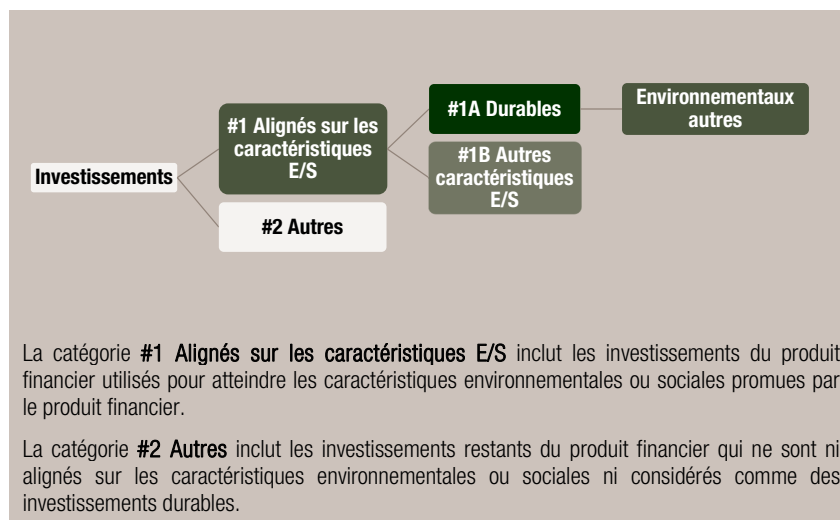 Investissements
#1 Alignés sur les
caractéristiques
E/S
#2 Autres
#1A Durables
#1B Autres
caractéristiques
E/S
Environnementaux
autres
La catégorie #1 Alignés sur les caractéristiques E/S inclut les investissements du produit
financier utilisés pour atteindre les caractéristiques environnementales ou sociales promues par
le produit financier.
La catégorie #2 Autres inclut les investissements restants du produit financier qui ne sont ni
alignés sur les caractéristiques environnementales ou sociales ni considérés comme des
investissements durables.